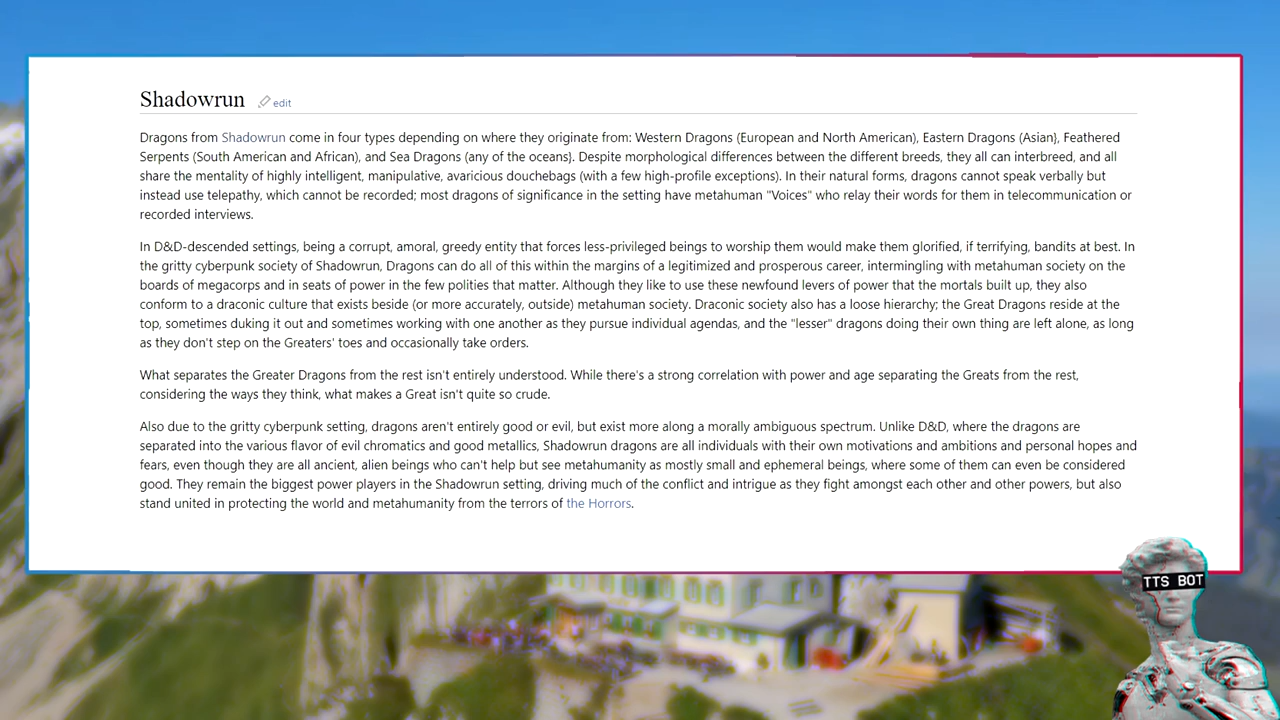 Shadowrun edit
Dragons from Shadowrun come in four types depending on where they originate from: Western Dragons (European and North American), Eastern Dragons (Asian), Feathered
Serpents (South American and African), and Sea Dragons (any of the oceans). Despite morphological differences between the different breeds, they all can interbreed, and all
share the mentality of highly intelligent, manipulative, avaricious douchebags (with a few high-profile exceptions). In their natural forms, dragons cannot speak verbally but
instead use telepathy, which cannot be recorded; most dragons of significance in the setting have metahuman "Voices" who relay their words for them in telecommunication or
recorded interviews.
In D&D-descended settings, being a corrupt, amoral, greedy entity that forces less-privileged beings to worship them would make them glorified, if terrifying, bandits at best. In
the gritty cyberpunk society of Shadowrun, Dragons can do all of this within the margins of a legitimized and prosperous career, intermingling with metahuman society on the
boards of megacorps and in seats of power in the few polities that matter. Although they like to use these newfound levers of power that the mortals built up, they also
conform to a draconic culture that exists beside (or more accurately, outside) metahuman society. Draconic society also has a loose hierarchy; the Great Dragons reside at the
top, sometimes duking it out and sometimes working with one another as they pursue individual agendas, and the "lesser" dragons doing their own thing are left alone, as long
as they don't step on the Greaters' toes and occasionally take orders.
What separates the Greater Dragons from the rest isn't entirely understood. While there's a strong correlation with power and age separating the Greats from the rest,
considering the ways they think, what makes a Great isn't quite so crude.
Also due to the gritty cyberpunk setting, dragons aren't entirely good or evil, but exist more along a morally ambiguous spectrum. Unlike D&D, where the dragons are
separated into the various flavor of evil chromatics and good metallics, Shadowrun dragons are all individuals with their own motivations and ambitions and personal hopes and
fears, even though they are all ancient, alien beings who can't help but see metahumanity as mostly small and ephemeral beings, where some of them can even be considered
good. They remain the biggest power players in the Shadowrun setting, driving much of the conflict and intrigue as they fight amongst each other and other powers, but also
stand united in protecting the world and metahumanity from the terrors of the Horrors.
TTS BOT